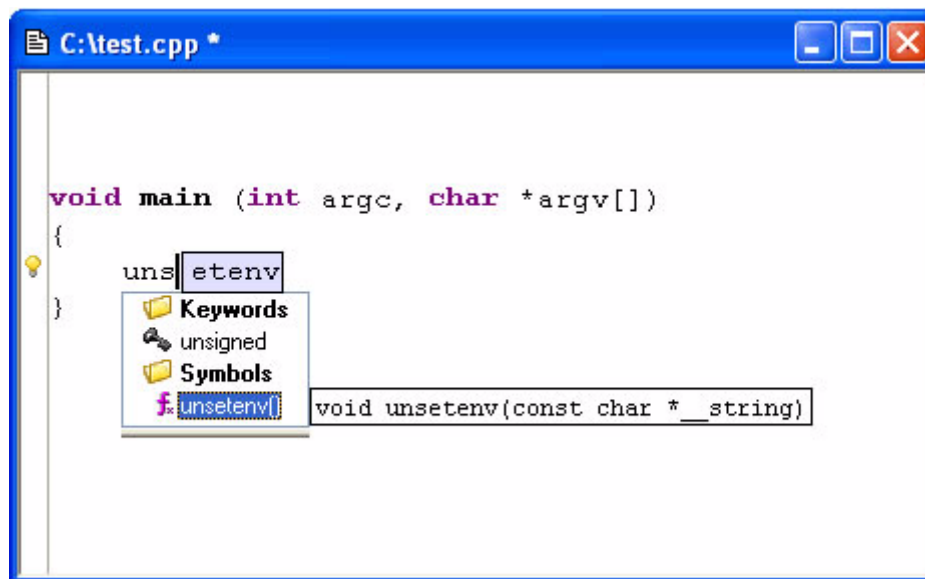 C:\test.cpp *
void main (int argc, char *argv[])
{
uns etenv
}
Keywords
unsigned
Symbols
unsetenv()
void unsetenv(const char *__string)